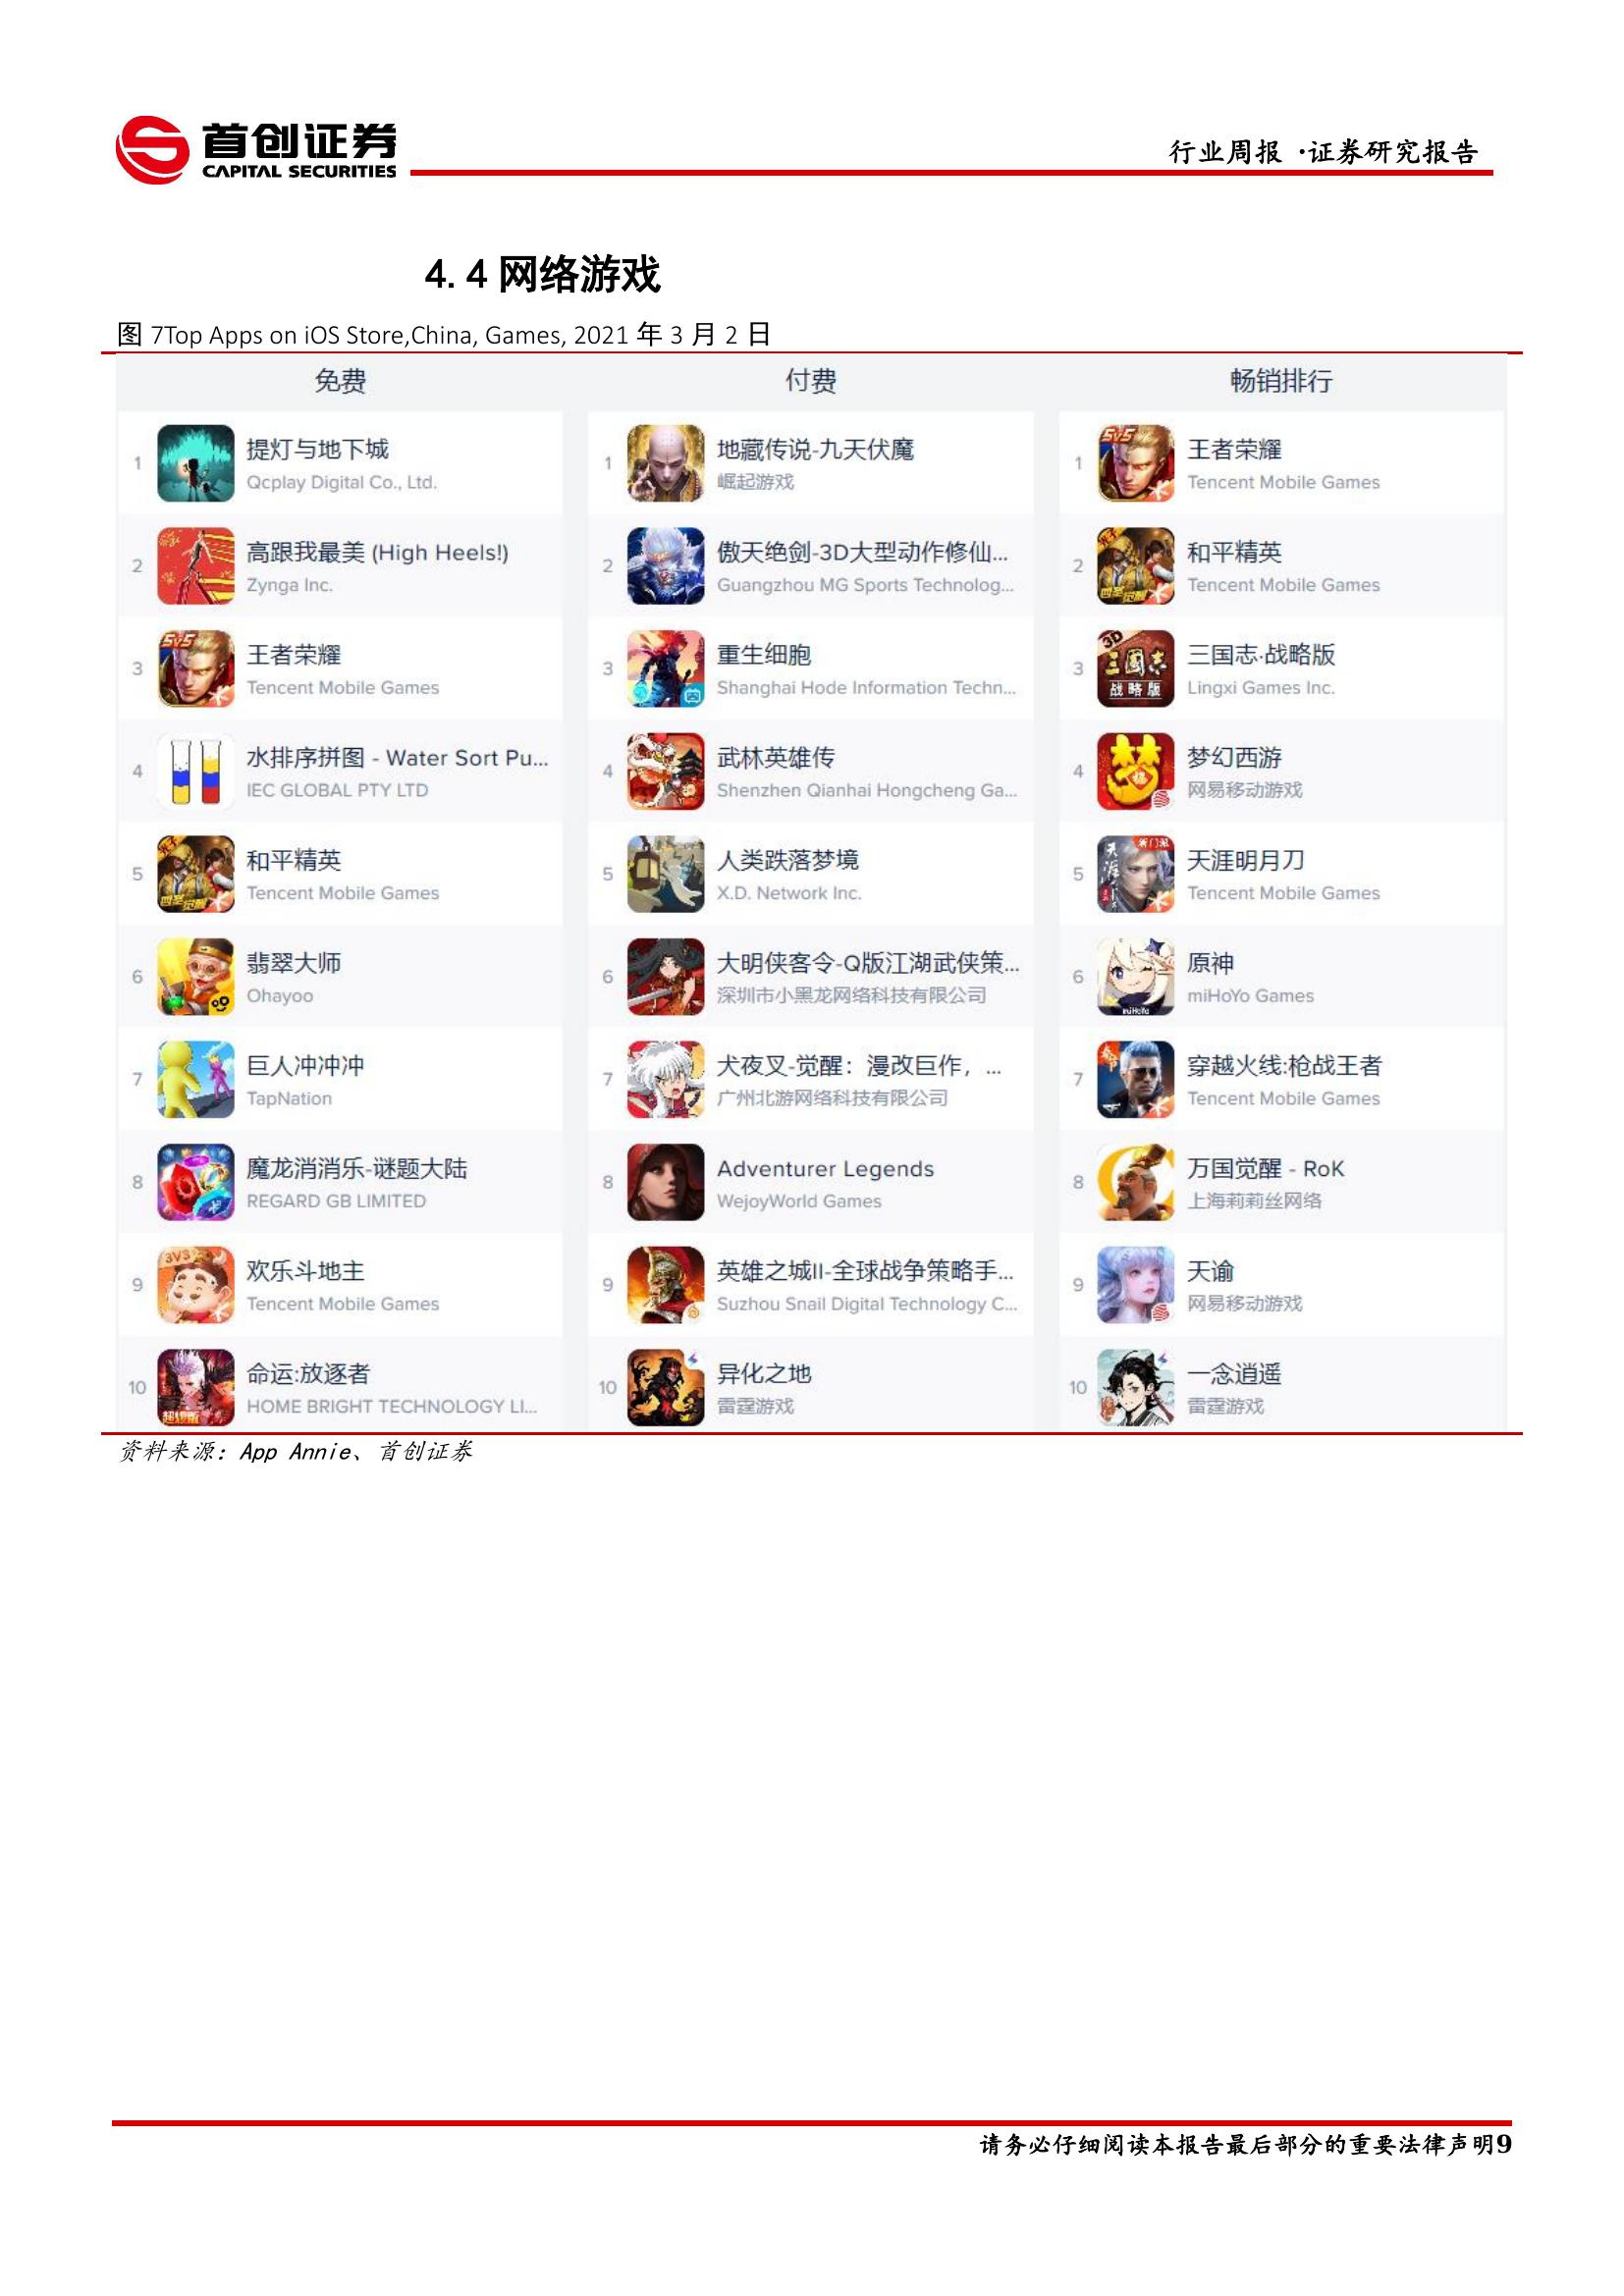 首创证券
CAPITAL SECURITIES
行业周报 ·证券研究报告
4.4 网络游戏
图 7Top Apps on iOS Store,China, Games, 2021 年 3 月 2 日
免费
1
提灯与地下城
Qcplay Digital Co., Ltd.
2
高跟我最美 (High Heels!)
Zynga Inc.
3
5v5
王者荣耀
Tencent Mobile Games
4
水排序拼图 - Water Sort Pu...
IEC GLOBAL PTY LTD
5
和平精英
Tencent Mobile Games
6
翡翠大师
Ohayoo
7
巨人冲冲冲
TapNation
8
魔龙消消乐-谜题大陆
REGARD GB LIMITED
9
3V3
欢乐斗地主
Tencent Mobile Games
10
命运:放逐者
HOME BRIGHT TECHNOLOGY LI...
付费
1
地藏传说-九天伏魔
崛起游戏
2
傲天绝剑-3D大型动作修仙...
Guangzhou MG Sports Technolog...
3
重生细胞
Shanghai Hode Information Techn...
4
武林英雄传
Shenzhen Qianhai Hongcheng Ga...
5
人类跌落梦境
X.D. Network Inc.
6
大明侠客令-Q版江湖武侠策...
深圳市小黑龙网络科技有限公司
7
犬夜叉-觉醒：漫改巨作，...
广州北游网络科技有限公司
8
Adventurer Legends
WejoyWorld Games
9
英雄之城II-全球战争策略手...
Suzhou Snail Digital Technology C...
10
异化之地
雷霆游戏
畅销排行
1
5v5
王者荣耀
Tencent Mobile Games
2
和平精英
Tencent Mobile Games
3
3D
三國志
战略版
三国志·战略版
Lingxi Games Inc.
4
梦幻西游
网易移动游戏
5
天涯明月刀
Tencent Mobile Games
6
miHoYo
原神
miHoYo Games
7
穿越火线:枪战王者
Tencent Mobile Games
8
万国觉醒 - RoK
上海莉莉丝网络
9
天谕
网易移动游戏
10
一念逍遥
雷霆游戏
资料来源：App Annie、首创证券
请务必仔细阅读本报告最后部分的重要法律声明9